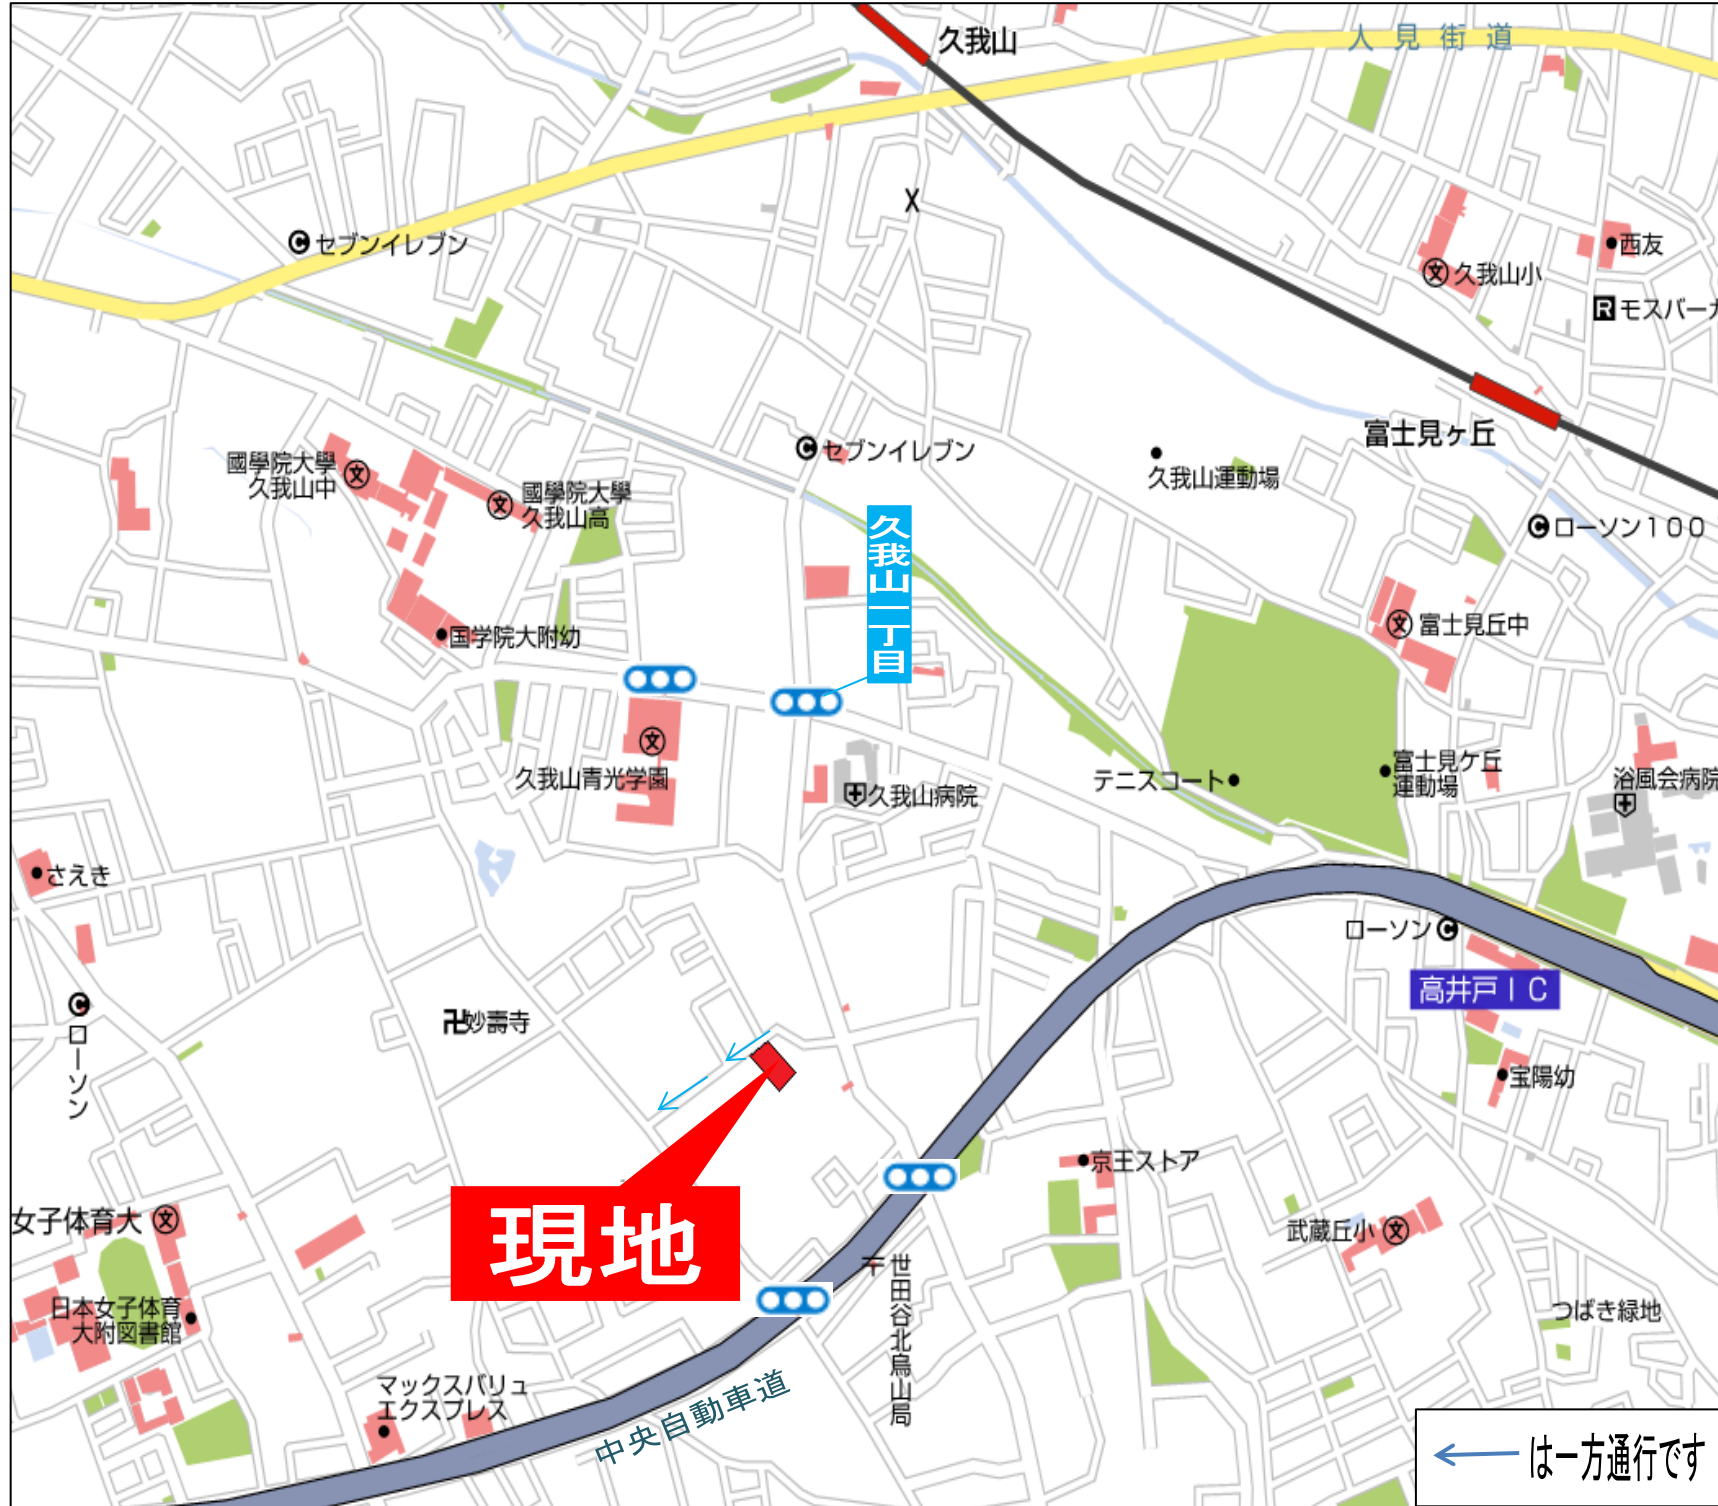 久我山
人見街道
セブンイレブン
久我山小
西友
モスバーガ
富士見ヶ丘
國學院大學
久我山中
國學院大學
久我山高
セブンイレブン
久我山運動場
ローソン100
久我山一丁目
国学院大附幼
富士見丘中
久我山青光学園
久我山病院
テニスコート
富士見ケ丘
運動場
浴風会病院
さえき
ローソン
高井戸IC
ローソン
卍妙壽寺
宝陽幼
京王ストア
現地
女子体育大
武蔵丘小
世田谷北烏山局
日本女子体育
大附図書館
つばき緑地
マックスバリュ
エクスプレス
中央自動車道
は一方通行です